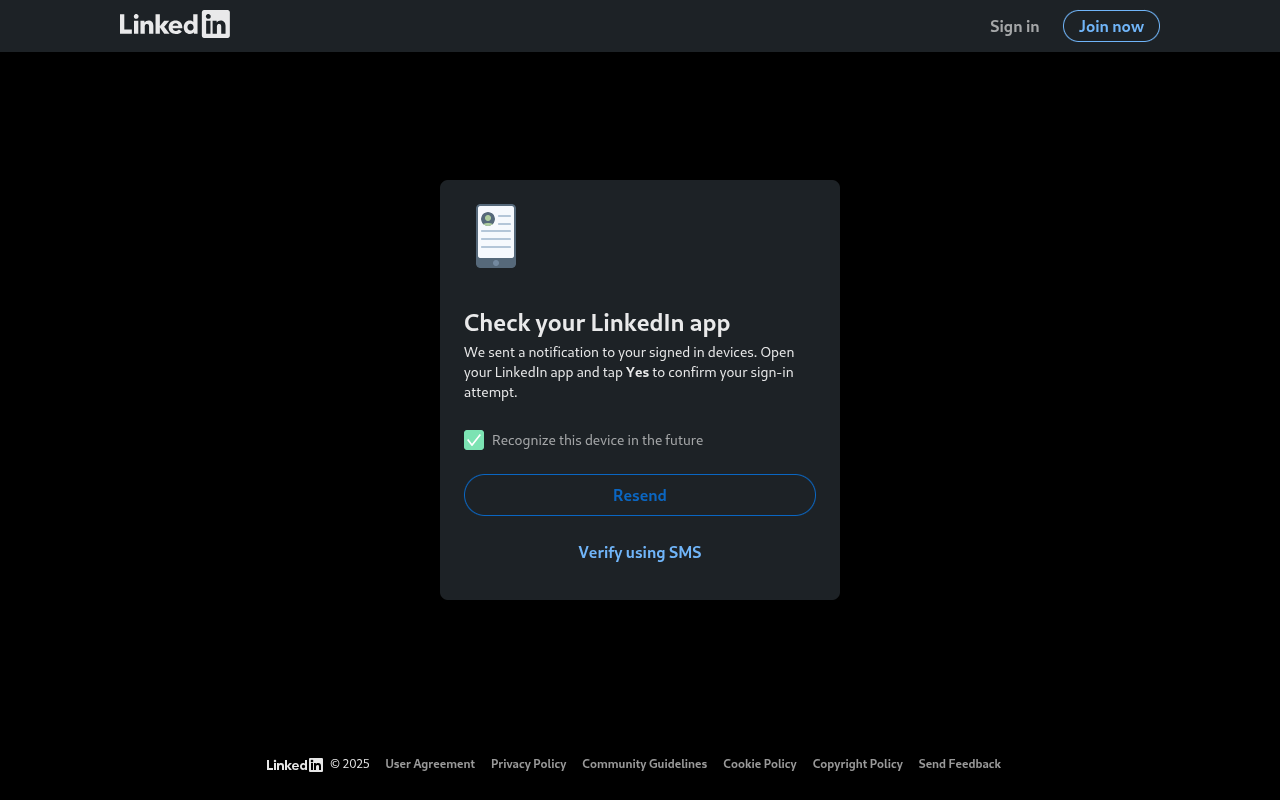 LinkedIn
Sign in
Join now
Check your LinkedIn app
We sent a notification to your signed in devices. Open
your LinkedIn app and tap Yes to confirm your sign-in
attempt.
Recognize this device in the future
Resend
Verify using SMS
LinkedIn © 2025 User Agreement Privacy Policy Community Guidelines Cookie Policy Copyright Policy Send Feedback